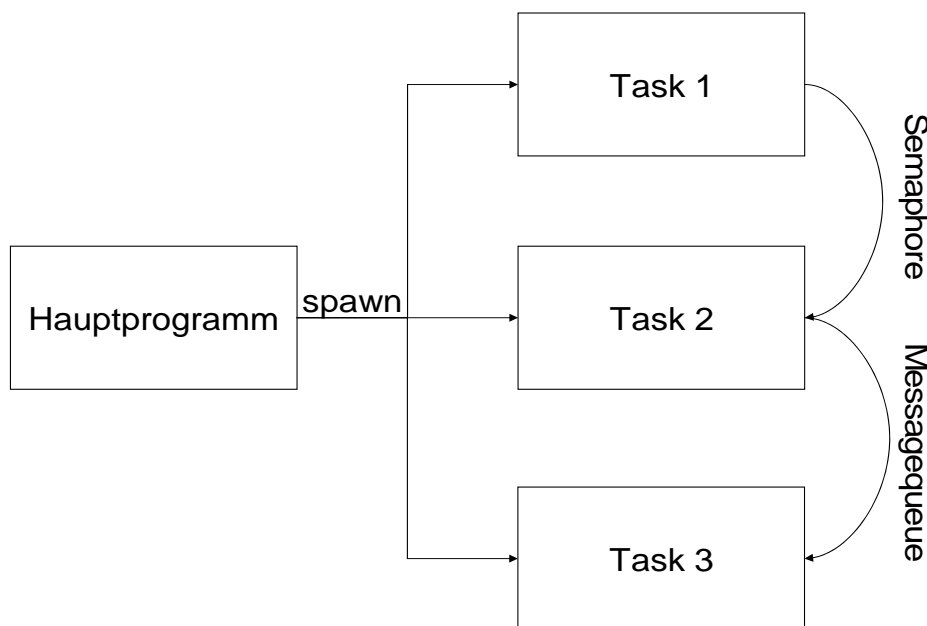 Task 1
Semaphore
Hauptprogramm
spawn
Task 2
Messagequeue
Task 3